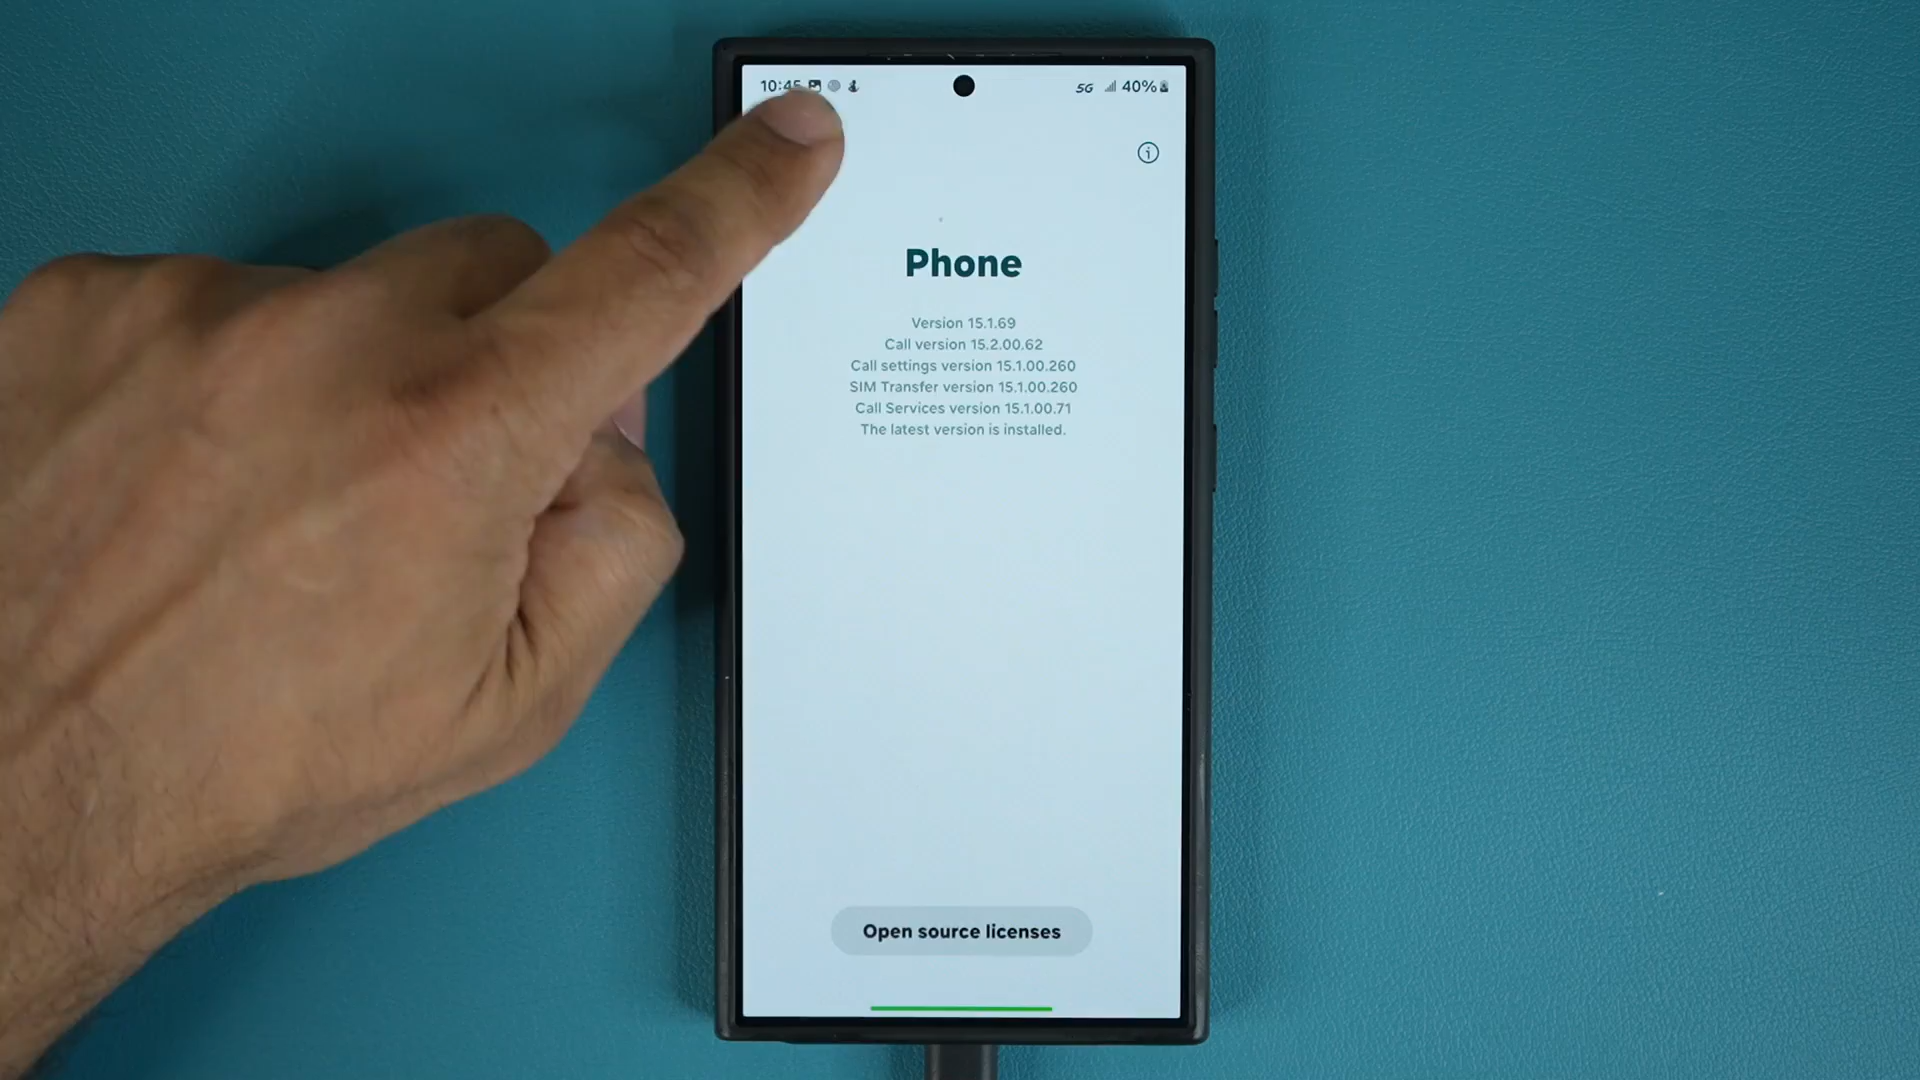 10:45
5G 40%
Phone
Version 15.1.69
Call version 15.2.00.62
Call settings version 15.1.00.260
SIM Transfer version 15.1.00.260
Call Services version 15.1.00.71
The latest version is installed.
Open source licenses